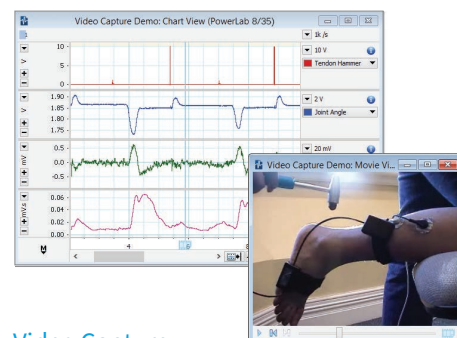 Video Capture Demo: Chart View (PowerLab 8/35)
1k /s
10
5
0
V
10 V
Tendon Hammer
1.90
1.85
1.80
1.75
V
2 V
Joint Angle
0.5
0.0
-0.5
mV
20 mV
0.06
0.04
0.02
0.00
mV.s
M
4
6
8
Video Capture Demo: Movie Vi...
Video Capture